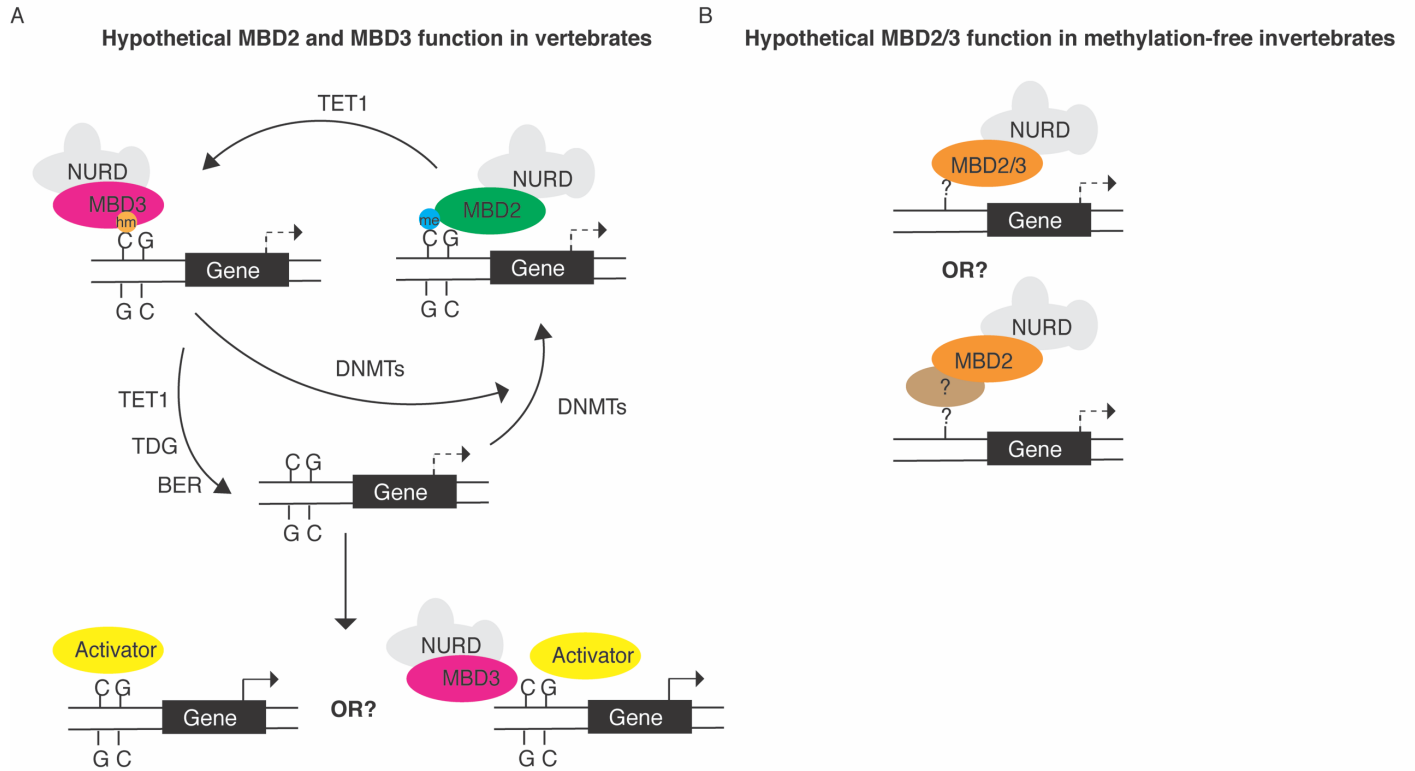 A
Hypothetical MBD2 and MBD3 function in vertebrates
TET1
NURD
MBD3
hm
C G
Gene
G C
NURD
MBD2
me
C G
Gene
G C
DNMTs
DNMTs
TET1
TDG
BER
C G
Gene
G C
Activator
C G
Gene
G C
OR?
NURD
MBD3
Activator
C G
Gene
G C
B
Hypothetical MBD2/3 function in methylation-free invertebrates
NURD
MBD2/3
?
Gene
OR?
NURD
MBD2
?
?
Gene